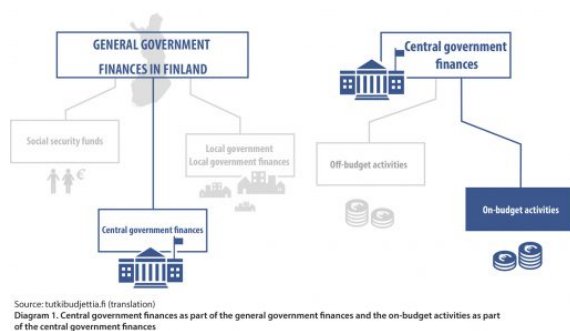 GENERAL GOVERNMENT
FINANCES IN FINLAND
Social security funds
€
Local government
Local government finances
Central government finances
Central government
finances
Off-budget activities
On-budget activities
Source: tutkibudjettia.fi (translation)
Diagram 1. Central government finances as part of the general government finances and the on-budget activities as part
of the central government finances